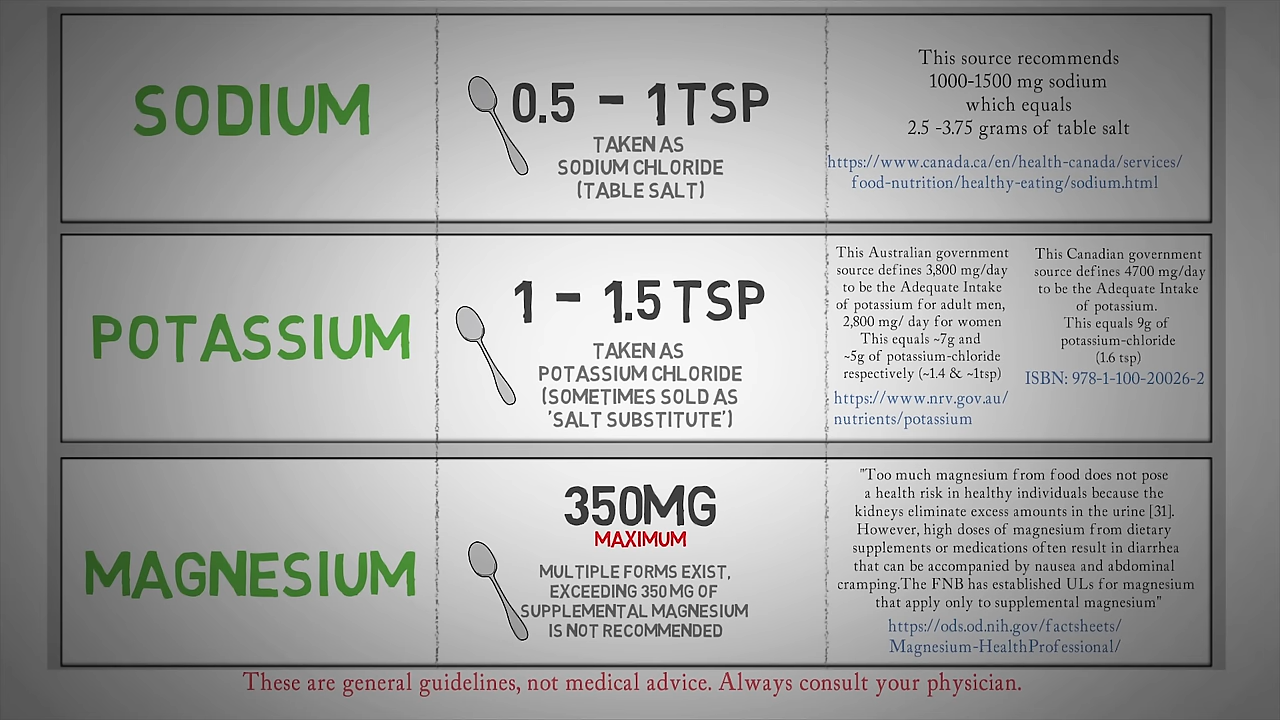 SODIUM
0.5 - 1 TSP
TAKEN AS
SODIUM CHLORIDE
(TABLE SALT)
This source recommends
1000-1500 mg sodium
which equals
2.5 -3.75 grams of table salt
https://www.canada.ca/en/health-canada/services/
food-nutrition/healthy-eating/sodium.html
POTASSIUM
1 - 1.5 TSP
TAKEN AS
POTASSIUM CHLORIDE
(SOMETIMES SOLD AS
'SALT SUBSTITUTE')
This Australian government
source defines 3,800 mg/day
to be the Adequate Intake
of potassium for adult men,
2,800 mg/ day for women
This equals ~7g and
~5g of potassium-chloride
respectively (~1.4 & ~1tsp)
https://www.nrv.gov.au/
nutrients/potassium
This Canadian government
source defines 4700 mg/day
to be the Adequate Intake
of potassium.
This equals 9g of
potassium-chloride
(1.6 tsp)
ISBN: 978-1-100-20026-2
MAGNESIUM
350MG
MAXIMUM
MULTIPLE FORMS EXIST,
EXCEEDING 350 MG OF
SUPPLEMENTAL MAGNESIUM
IS NOT RECOMMENDED
"Too much magnesium from food does not pose
a health risk in healthy individuals because the
kidneys eliminate excess amounts in the urine [31].
However, high doses of magnesium from dietary
supplements or medications often result in diarrhea
that can be accompanied by nausea and abdominal
cramping.The FNB has established ULs for magnesium
that apply only to supplemental magnesium"
https://ods.od.nih.gov/factsheets/
Magnesium-HealthProfessional/
These are general guidelines, not medical advice. Always consult your physician.